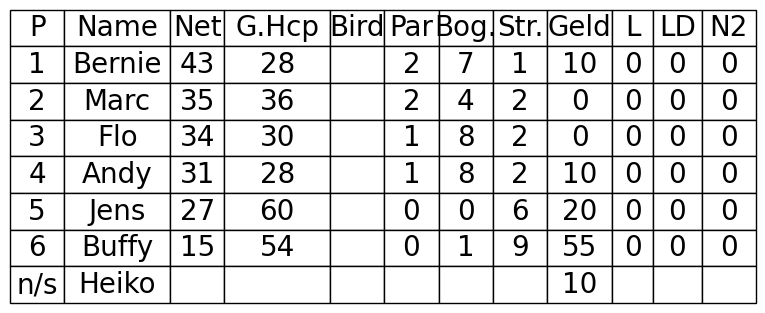 P Name Net G.Hcp Bird Par Bog. Str. Geld L LD N2
1 Bernie 43 28 2 7 1 10 0 0 0
2 Marc 35 36 2 4 2 0 0 0 0
3 Flo 34 30 1 8 2 0 0 0 0
4 Andy 31 28 1 8 2 10 0 0 0
5 Jens 27 60 0 0 6 20 0 0 0
6 Buffy 15 54 0 1 9 55 0 0 0
n/s Heiko 10